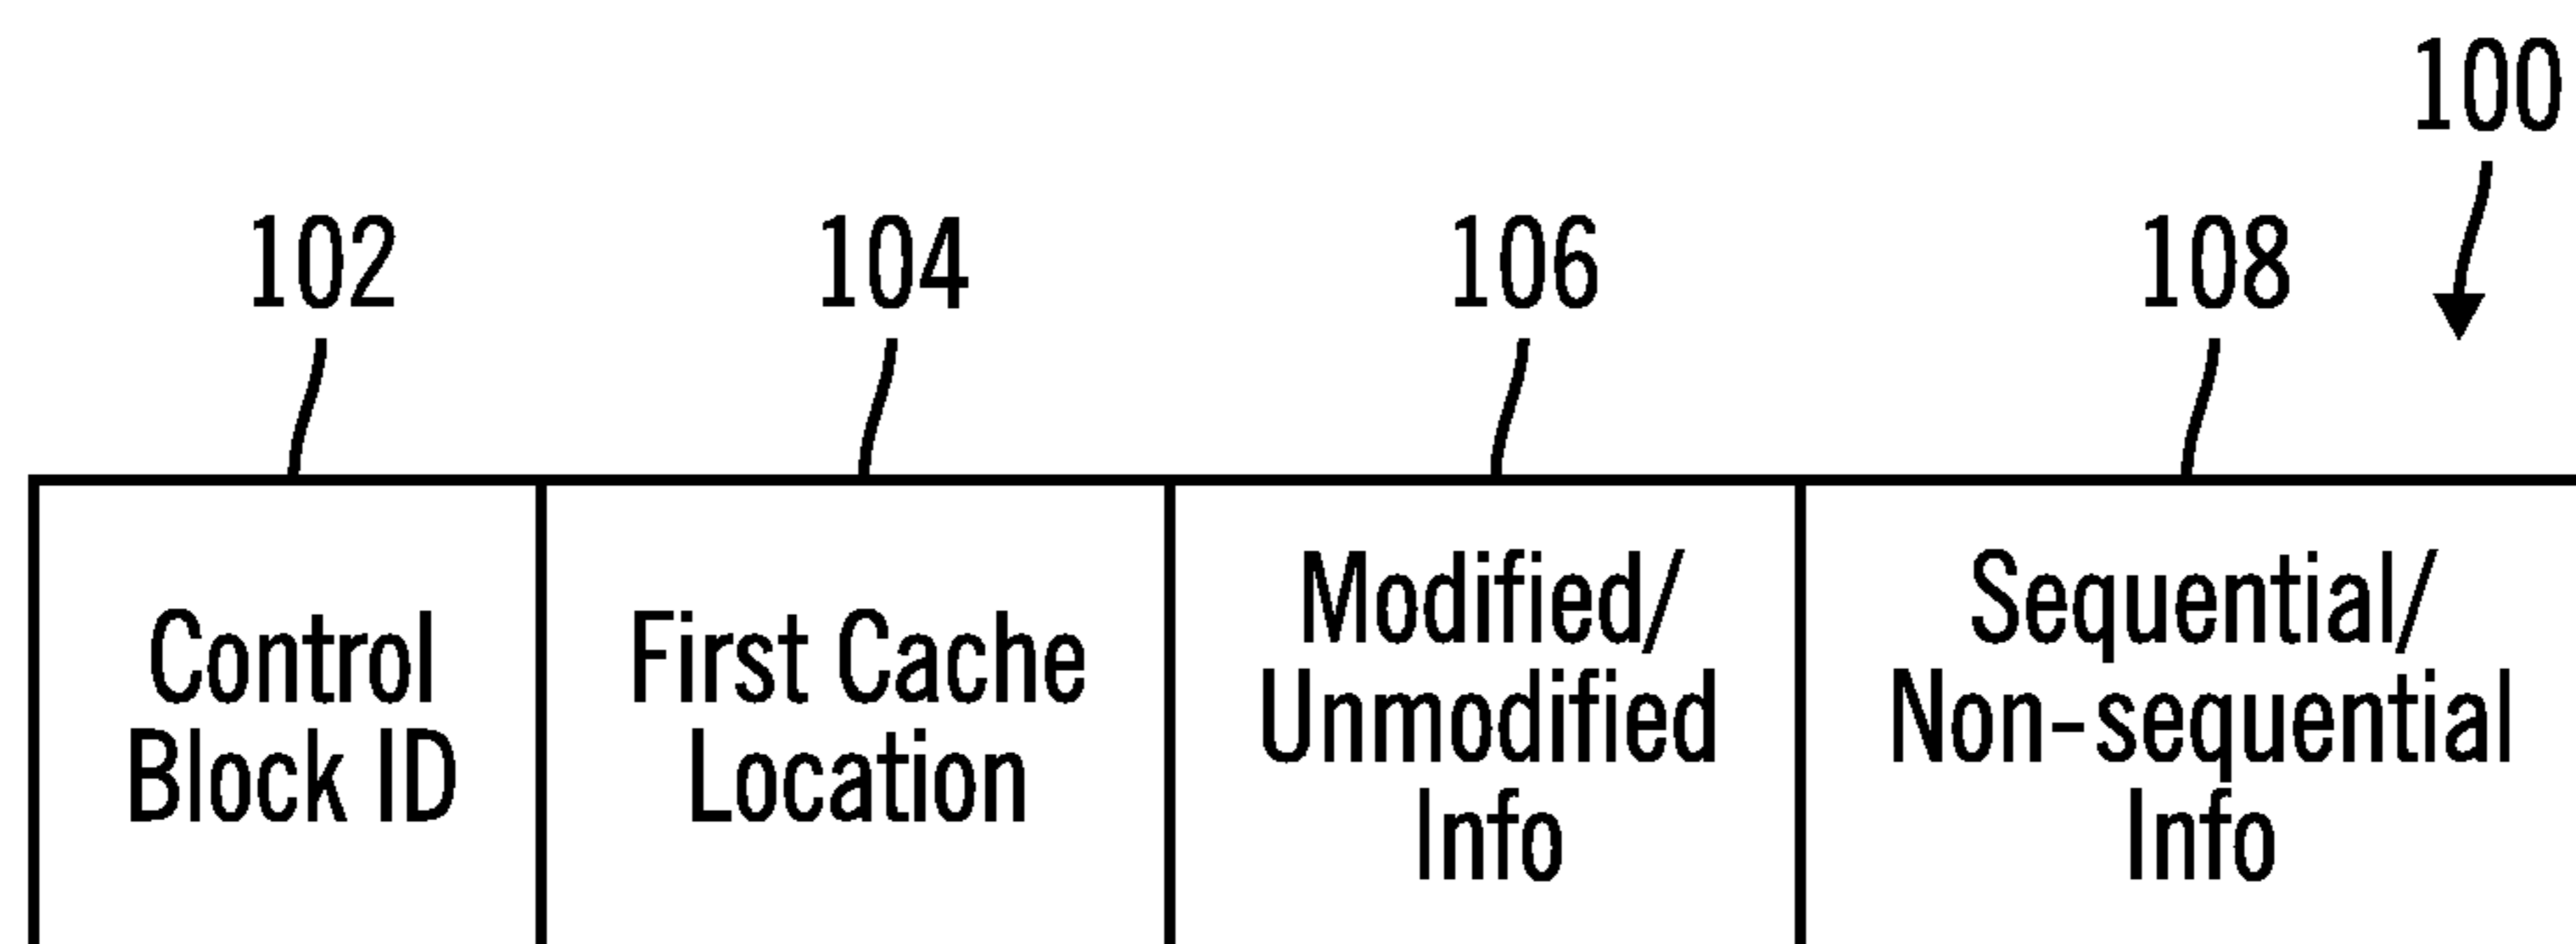 100
102 104 106 108
Control
Block ID
First Cache
Location
Modified/
Unmodified
Info
Sequential/
Non-sequential
Info